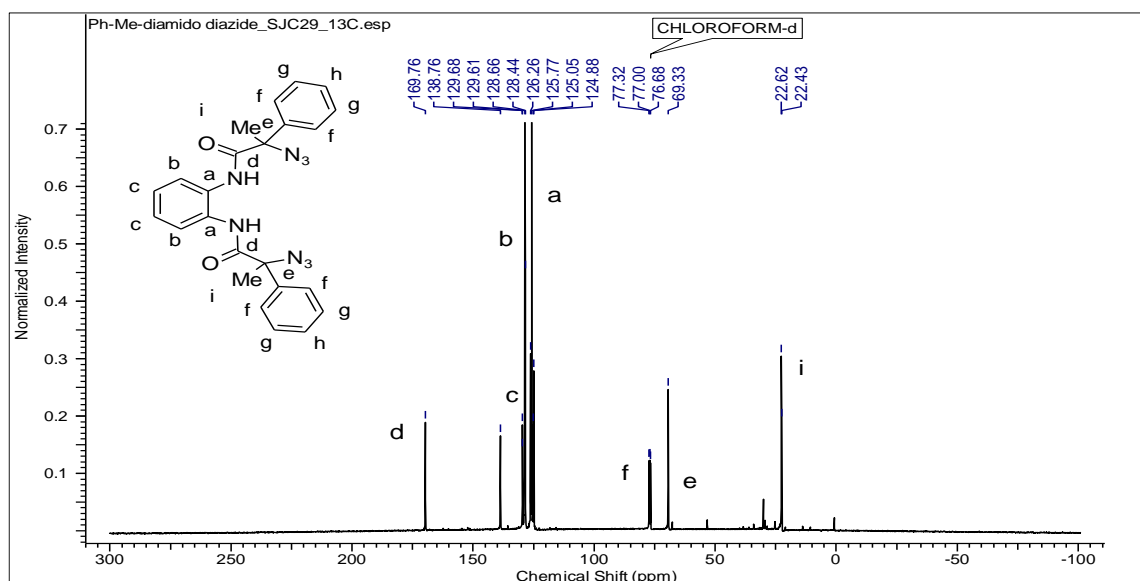 Ph-Me-diamido diazide_SJC29_13C.esp
CHLOROFORM-d
169.76
138.76
129.68
129.61
128.66
128.44
126.26
125.77
125.05
124.88
77.32
77.00
76.68
69.33
22.62
22.43
g
h
f
g
i
e
f
Me
O
d
N3
b
a
NH
c
c
a
NH
b
d
O
N3
Me
e
f
i
f
g
g
h
a
b
c
d
f
e
i
Normalized Intensity
0.7
0.6
0.5
0.4
0.3
0.2
0.1
300 250 200 150 100 50 0 -50 -100
Chemical Shift (ppm)